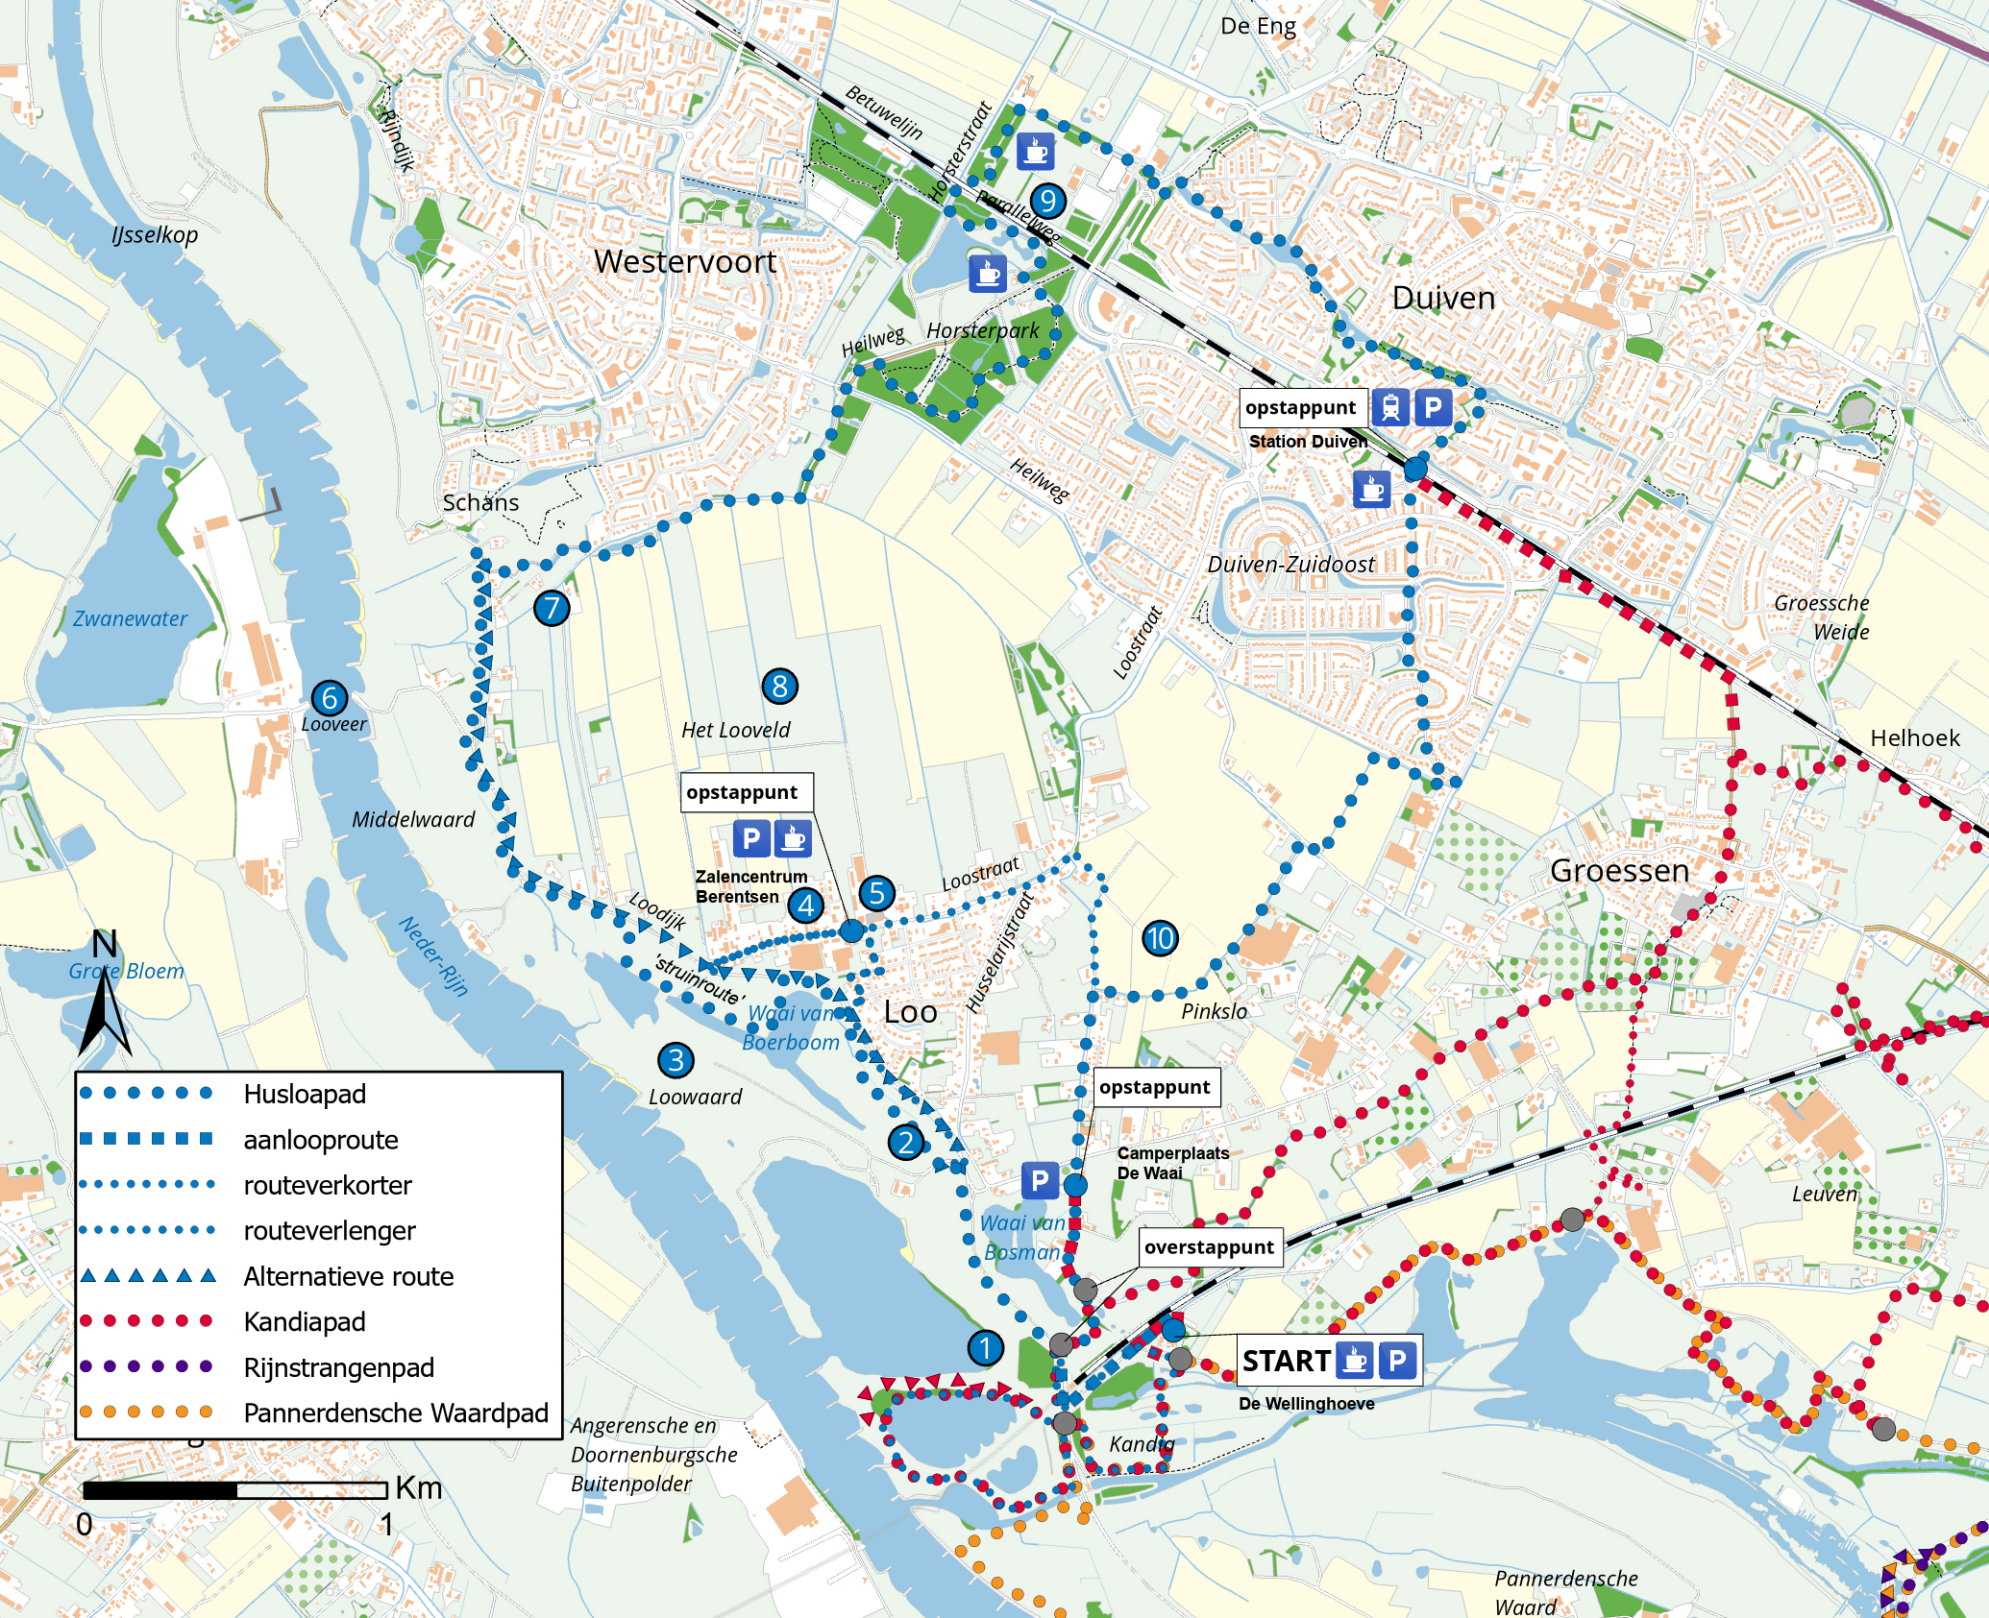 De Eng
Betuwelijn
Horsterstraat
Rijndijk
9
Parallelweg
IJsselkop
Westervoort
Duiven
Heilweg
Horsterpark
opstappunt
P
Station Duiven
Heilweg
Schans
Duiven-Zuidoost
7
Zwanewater
Groessche
Weide
Loostraat
8
6
Looveer
Het Looveld
Helhoek
opstappunt
Middelwaard
P
Zalencentrum
Berentsen
4
5
Loostraat
Groessen
Loodijk
Husselarijstraat
10
N
Grote Bloem
Neder-Rijn
'struinroute'
Waai van
Boerboom
Loo
Pinkslo
3
Loowaard
opstappunt
2
Camperplaats
De Waai
P
Leuven
Waai van
Bosman
overstappunt
1
START
P
De Wellinghoeve
Kandia
Angerensche en
Doornenburgsche
Buitenpolder
Husloapad
aanlooproute
routeverkorter
routeverlenger
Alternatieve route
Kandiapad
Rijnstrangenpad
Pannerdensche Waardpad
Km
0
1
Pannerdensche
Waard